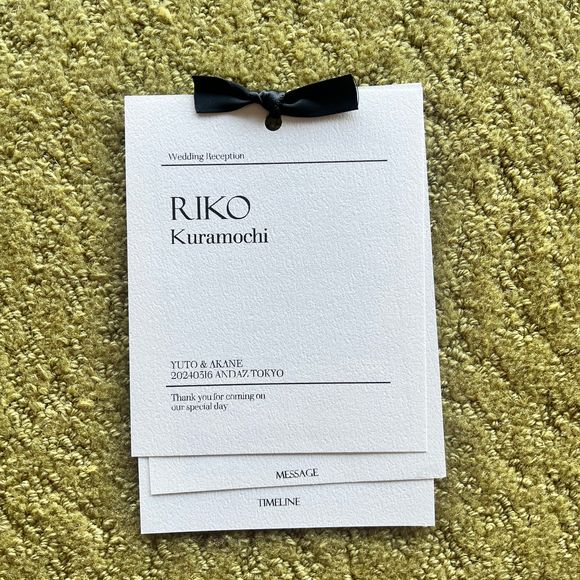 Wedding Reception
RIKO
Kuramochi
YUTO & AKANE
20240316 ANDAZ TOKYO
Thank you for coming on
our special day
MESSAGE
TIMELINE